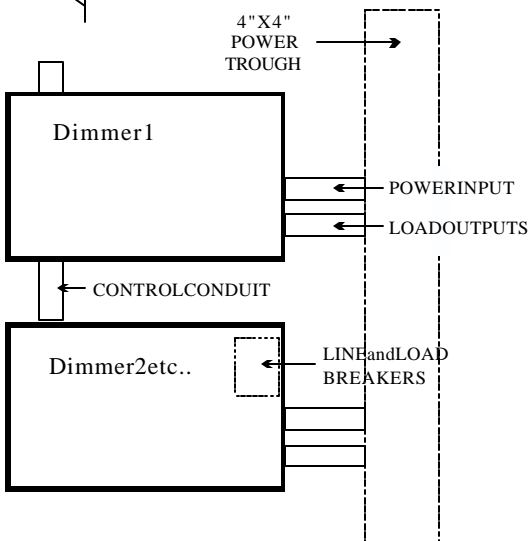 4"X4"
POWER
TROUGH
Dimmer1
POWERINPUT
LOADOUTPUTS
CONTROLCONDUIT
Dimmer2etc..
LINEandLOAD
BREAKERS